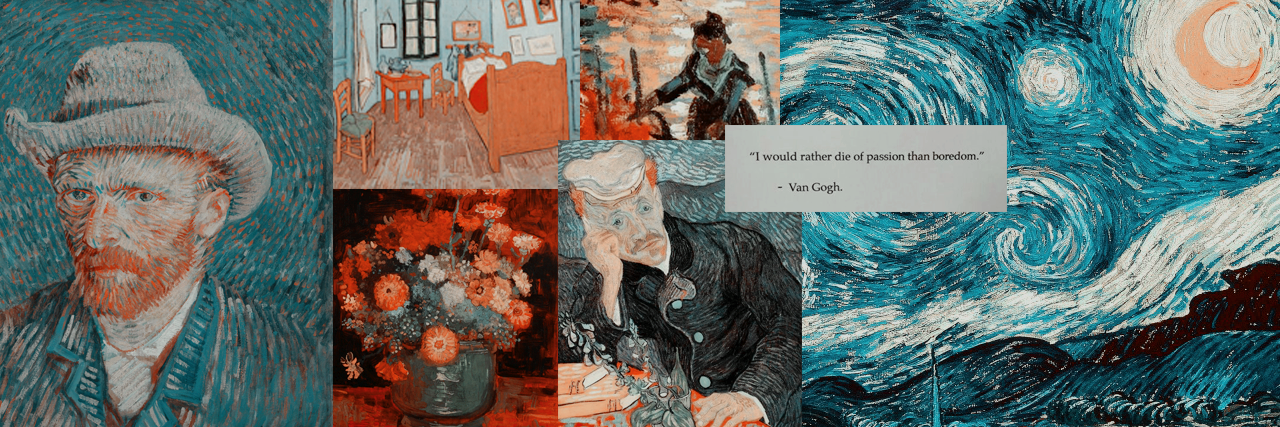 “I would rather die of passion than boredom.”
- Van Gogh.